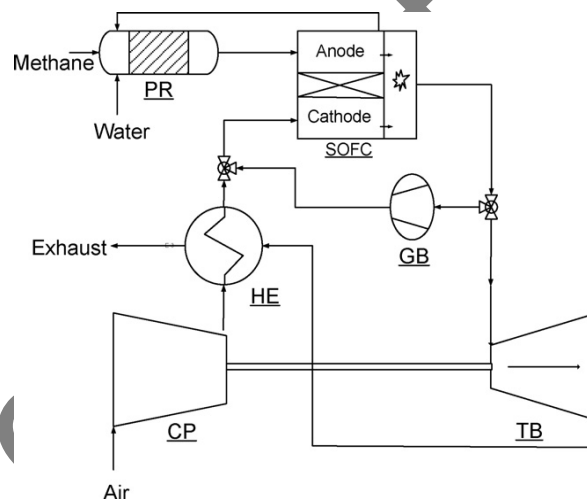 Anode
Methane
PR
Water
Cathode
SOFC
Exhaust
HE
GB
CP
TB
Air